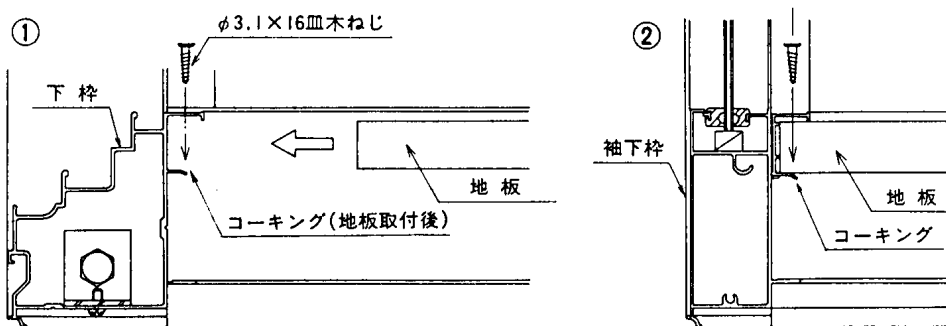 ①
φ3.1×16皿木ねじ
下枠
地板
コーキング(地板取付後)
②
袖下枠
地板
コーキング